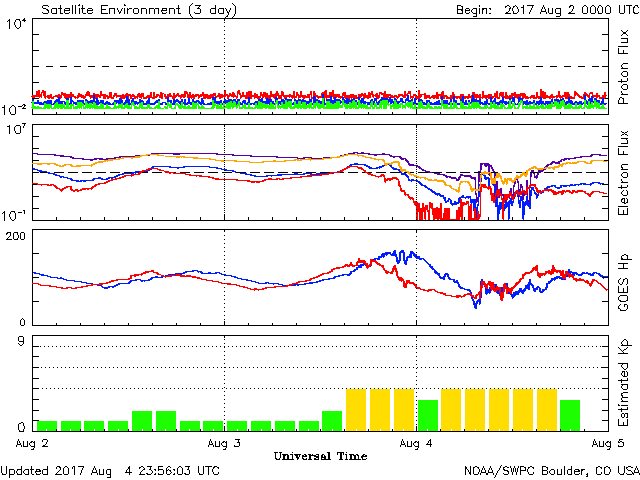 Satellite Environment (3 day)
Begin: 2017 Aug 2 0000 UTC
10^4
10^-2
Proton Flux
10^7
10^-1
Electron Flux
200
0
GOES Hp
9
0
Estimated Kp
Aug 2
Aug 3
Aug 4
Aug 5
Universal Time
Updated 2017 Aug 4 23:56:03 UTC
NOAA/SWPC Boulder, CO USA